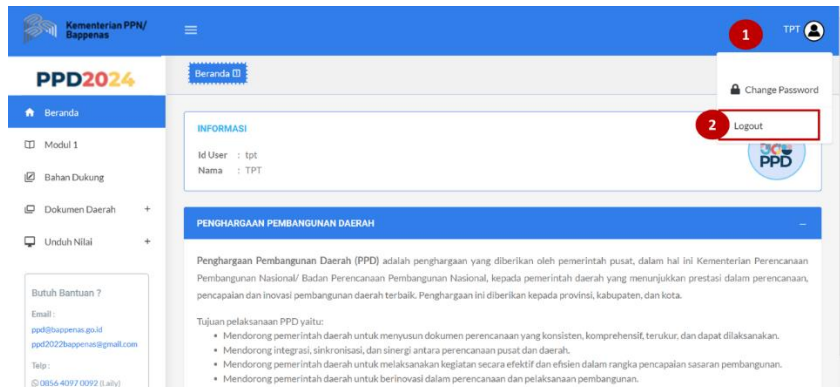 Kementerian PPN/
Bappenas
1
TPT
PPD2024
Beranda
Change Password
2
Logout
Beranda
INFORMASI
Modul 1
Id User : tpt
Nama : TPT
PPD
Bahan Dukung
Dokumen Daerah +
PENGHARGAAN PEMBANGUNAN DAERAH –
Unduh Nilai +
Penghargaan Pembangunan Daerah (PPD) adalah penghargaan yang diberikan oleh pemerintah pusat, dalam hal ini Kementerian Perencanaan
Pembangunan Nasional/ Badan Perencanaan Pembangunan Nasional, kepada pemerintah daerah yang menunjukkan prestasi dalam perencanaan,
pencapaian dan inovasi pembangunan daerah terbaik. Penghargaan ini diberikan kepada provinsi, kabupaten, dan kota.
Butuh Bantuan ?
Email :
ppd@bappenas.go.id
ppd2022bappenas@gmail.com
Telp :
0856 4097 0092 (Laily)
Tujuan pelaksanaan PPD yaitu:
• Mendorong pemerintah daerah untuk menyusun dokumen perencanaan yang konsisten, komprehensif, terukur, dan dapat dilaksanakan.
• Mendorong integrasi, sinkronisasi, dan sinergi antara perencanaan pusat dan daerah.
• Mendorong pemerintah daerah untuk melaksanakan kegiatan secara efektif dan efisien dalam rangka pencapaian sasaran pembangunan.
• Mendorong pemerintah daerah untuk berinovasi dalam perencanaan dan pelaksanaan pembangunan.